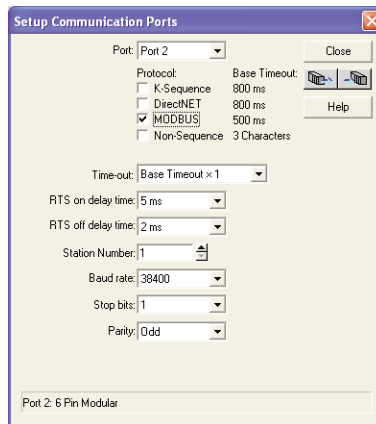 Setup Communication Ports
Port: Port 2 Close
Protocol: Base Timeout:
K-Sequence 800 ms
DirectNET 800 ms
MODBUS 500 ms Help
Non-Sequence 3 Characters
Time-out: Base Timeout × 1
RTS on delay time: 5 ms
RTS off delay time: 2 ms
Station Number: 1
Baud rate: 38400
Stop bits: 1
Parity: Odd
Port 2: 6 Pin Modular